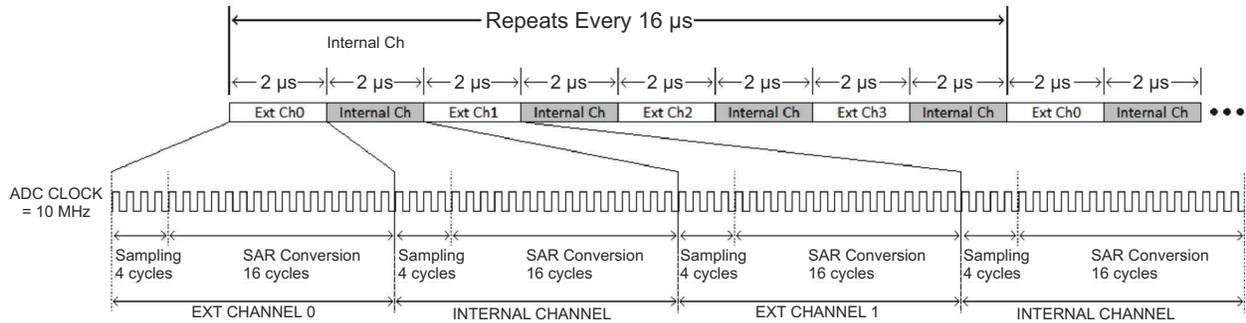 Repeats Every 16 µs
Internal Ch
2 µs 2 µs 2 µs 2 µs 2 µs 2 µs 2 µs 2 µs 2 µs 2 µs
Ext Ch0 Internal Ch Ext Ch1 Internal Ch Ext Ch2 Internal Ch Ext Ch3 Internal Ch Ext Ch0 Internal Ch
ADC CLOCK
= 10 MHz
Sampling SAR Conversion Sampling SAR Conversion Sampling SAR Conversion Sampling SAR Conversion
4 cycles 16 cycles 4 cycles 16 cycles 4 cycles 16 cycles 4 cycles 16 cycles
EXT CHANNEL 0 INTERNAL CHANNEL EXT CHANNEL 1 INTERNAL CHANNEL